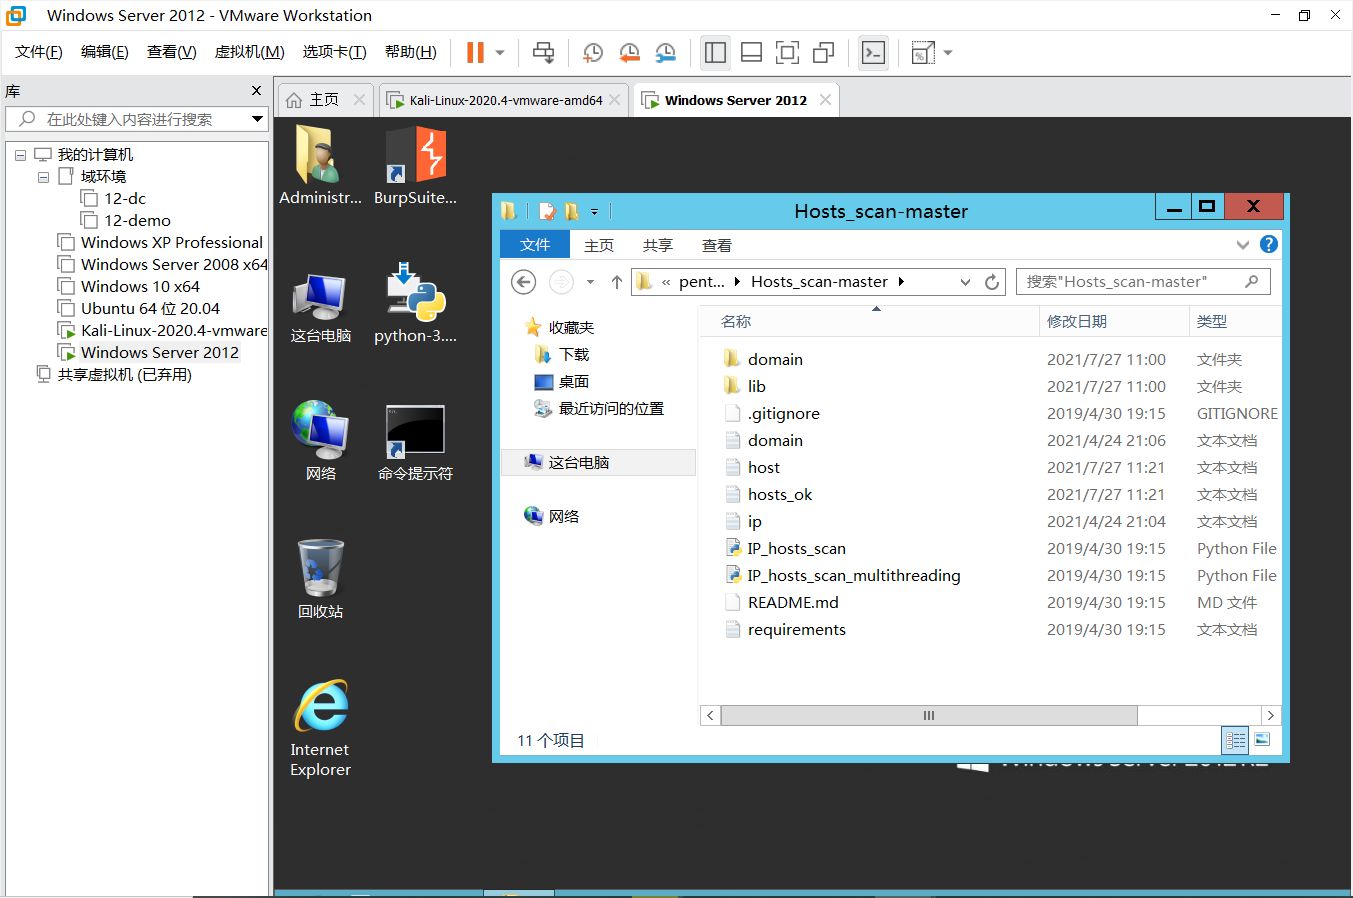 Windows Server 2012 - VMware Workstation
文件(F) 编辑(E) 查看(V) 虚拟机(M) 选项卡(T) 帮助(H)
库
在此处键入内容进行搜索
我的计算机
域环境
12-dc
12-demo
Windows XP Professional
Windows Server 2008 x64
Windows 10 x64
Ubuntu 64 位 20.04
Kali-Linux-2020.4-vmware
Windows Server 2012
共享虚拟机 (已弃用)
主页 Kali-Linux-2020.4-vmware-amd64 Windows Server 2012
Administr... BurpSuite...
这台电脑 python-3....
网络 命令提示符
回收站
Internet
Explorer
Hosts_scan-master
文件 主页 共享 查看
« pent... Hosts_scan-master 搜索"Hosts_scan-master"
收藏夹
下载
桌面
最近访问的位置
这台电脑
网络
名称 修改日期 类型
domain 2021/7/27 11:00 文件夹
lib 2021/7/27 11:00 文件夹
.gitignore 2019/4/30 19:15 GITIGNORE
domain 2021/4/24 21:06 文本文档
host 2021/7/27 11:21 文本文档
hosts_ok 2021/7/27 11:21 文本文档
ip 2021/4/24 21:04 文本文档
IP_hosts_scan 2019/4/30 19:15 Python File
IP_hosts_scan_multithreading 2019/4/30 19:15 Python File
README.md 2019/4/30 19:15 MD 文件
requirements 2019/4/30 19:15 文本文档
11 个项目